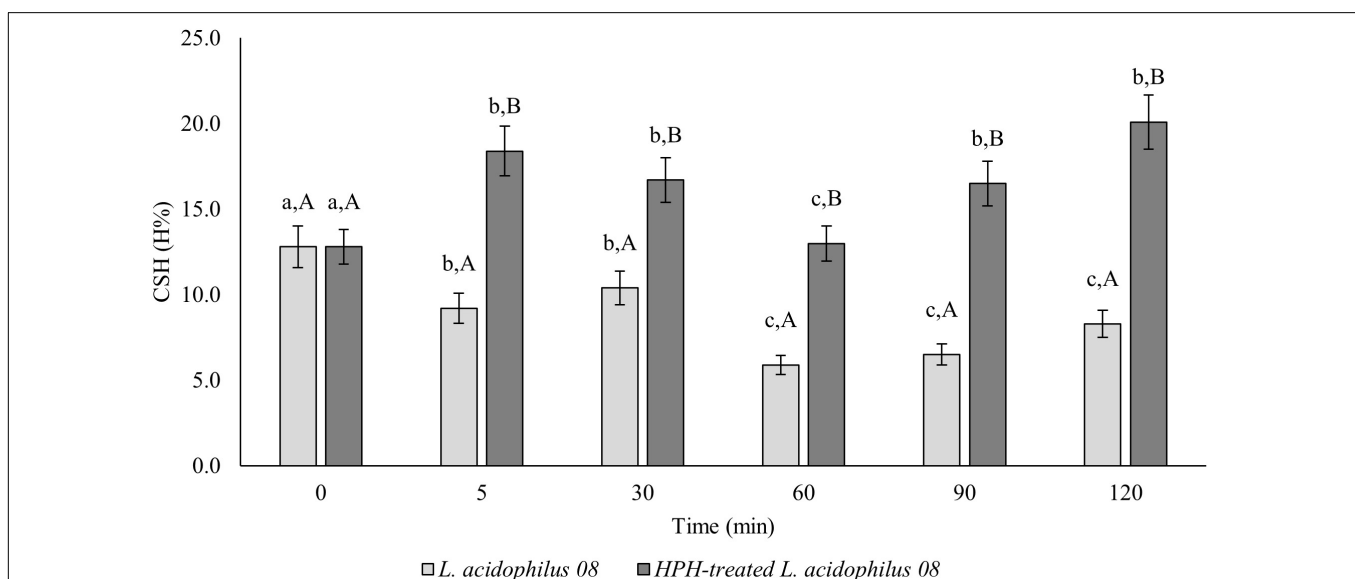 25.0
20.0
15.0
10.0
5.0
0.0
CSH (H%)
a,A a,A
b,A b,B
b,A b,B
c,A c,B
c,A b,B
c,A b,B
0 5 30 60 90 120
Time (min)
L. acidophilus 08 HPH-treated L. acidophilus 08